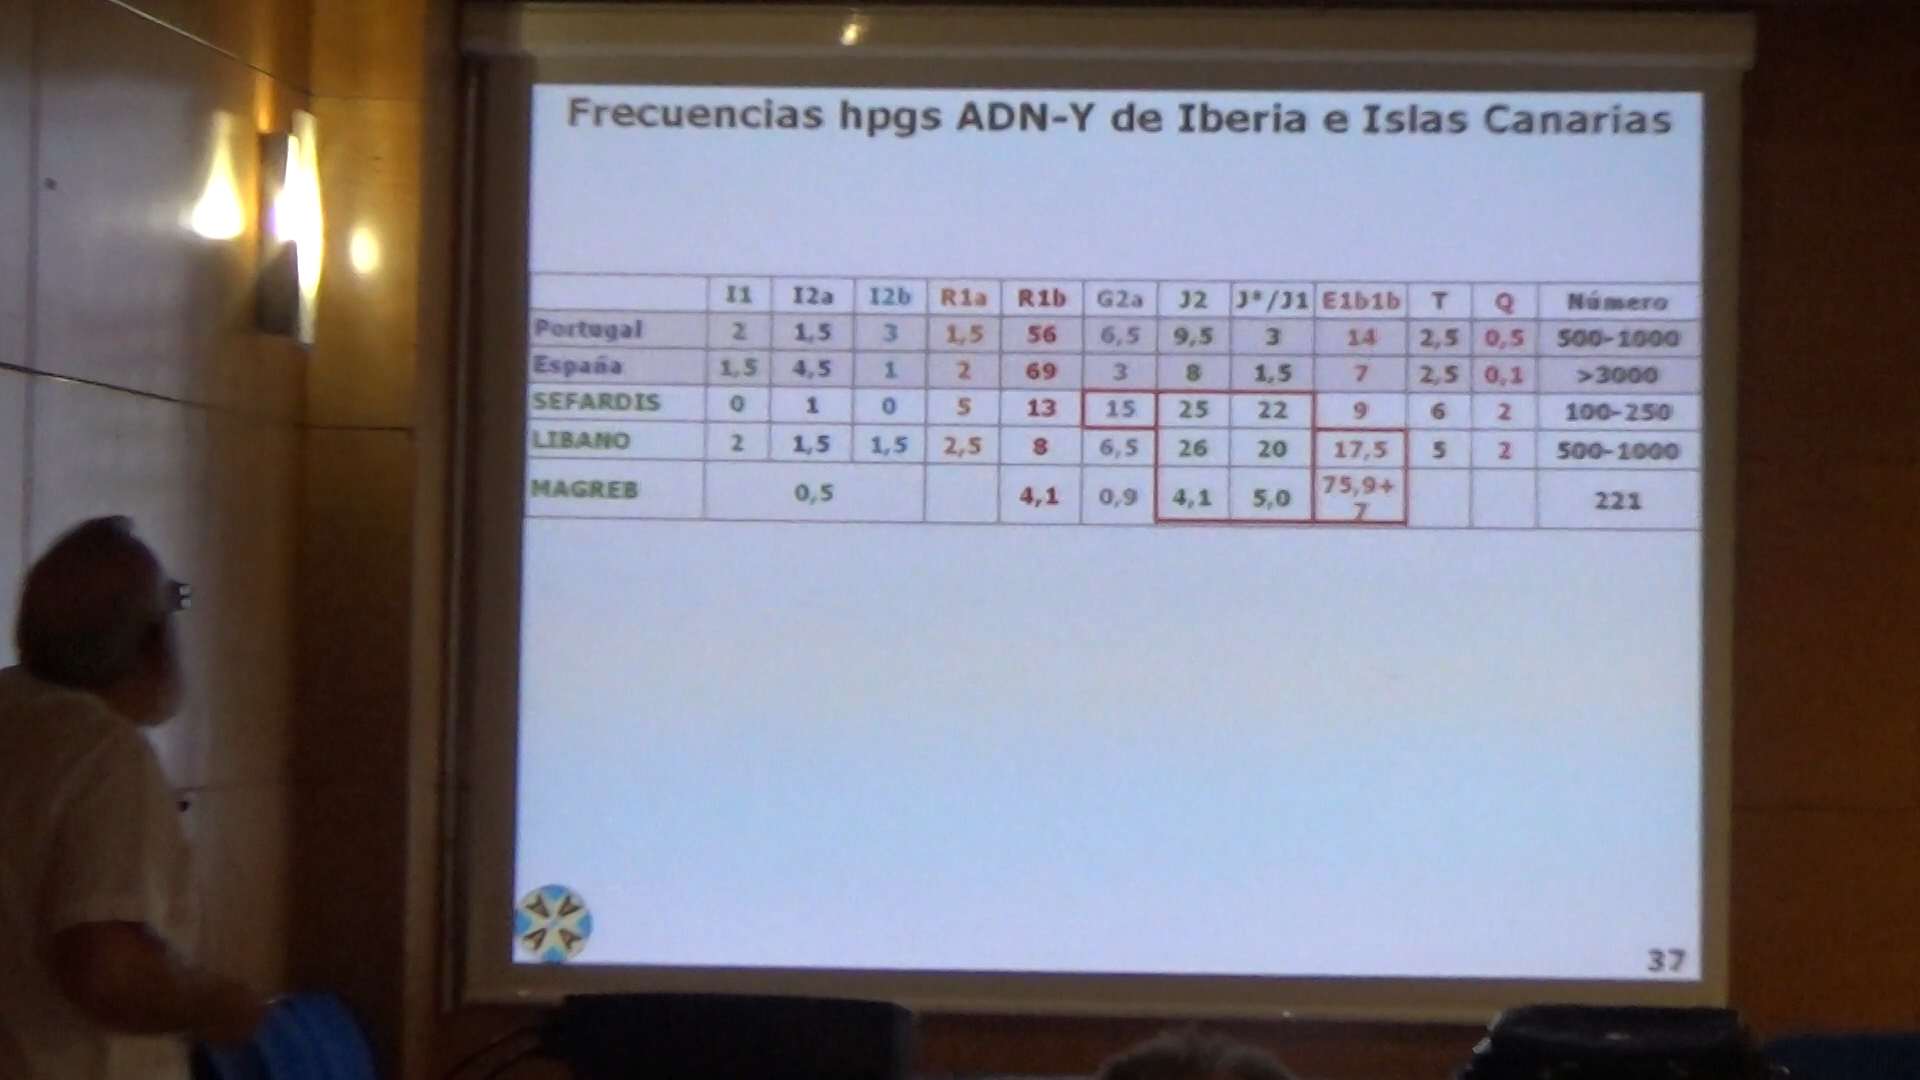 Frecuencias hpgs ADN-Y de Iberia e Islas Canarias
I1 I2a I2b R1a R1b G2a J2 J*/J1 E1b1b T Q Número
Portugal 2 1,5 3 1,5 56 6,5 9,5 3 14 2,5 0,5 500-1000
España 1,5 4,5 1 2 69 3 8 1,5 7 2,5 0,1 >3000
SEFARDIS 0 1 0 5 13 15 25 22 9 6 2 100-250
LIBANO 2 1,5 1,5 2,5 8 6,5 26 20 17,5 5 2 500-1000
MAGREB 0,5 4,1 0,9 4,1 5,0 75,9+7 221
37